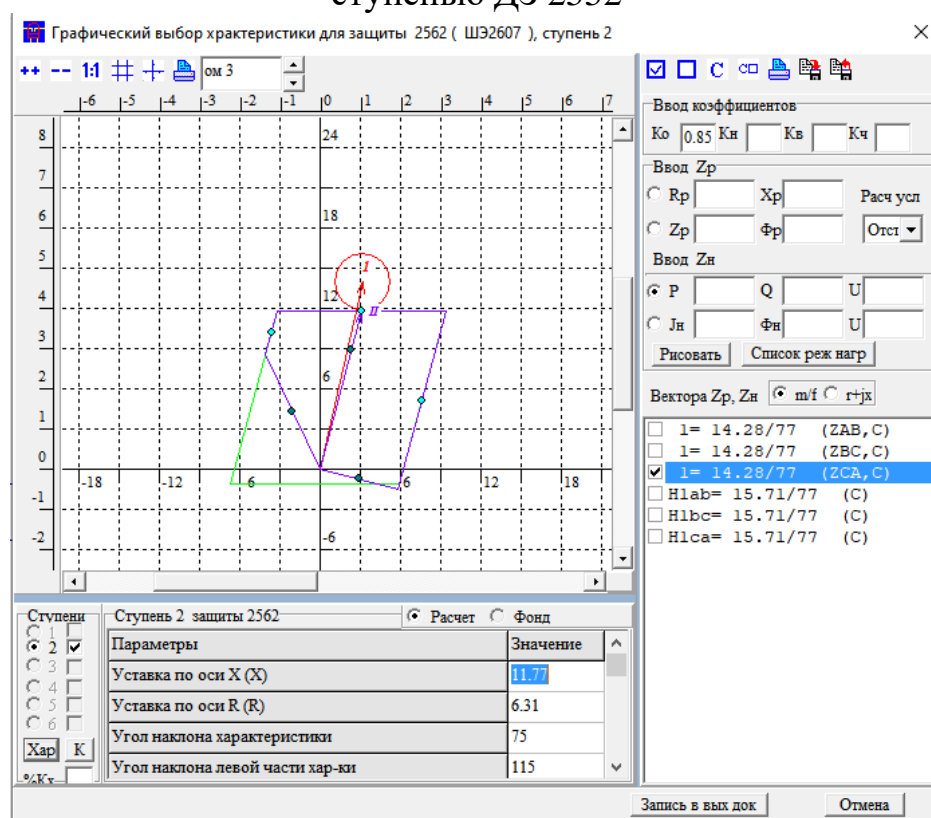 ступенью ДЗ 2552
Графический выбор храктеристики для защиты 2562 ( ШЭ2607 ), ступень 2
++ -- 1:1 ом 3
C
-6 -5 -4 -3 -2 -1 0 1 2 3 4 5 6 7
8 24
7
6 18
5
4 12
3
2 6
1
0
-18 -12 6 6 12 18
-1
-2 -6
I
II
Ввод коэффициентов
Ко 0.85 Кн Кв Кч
Ввод Zp
Rp Xp Расч усл
Zp Фр Отст
Ввод Zн
P Q U
Jн Фн U
Рисовать Список реж нагр
Вектора Zp, Zн m/f r+jx
1= 14.28/77 (ZAB,C)
1= 14.28/77 (ZBC,C)
1= 14.28/77 (ZCA,C)
H1ab= 15.71/77 (C)
H1bc= 15.71/77 (C)
H1ca= 15.71/77 (C)
Ступени
1
2
3
4
5
6
Хар К
%Кх
Ступень 2 защиты 2562 Расчет Фонд
Параметры Значение
Уставка по оси X (X) 11.77
Уставка по оси R (R) 6.31
Угол наклона характеристики 75
Угол наклона левой части хар-ки 115
Запись в вых док Отмена